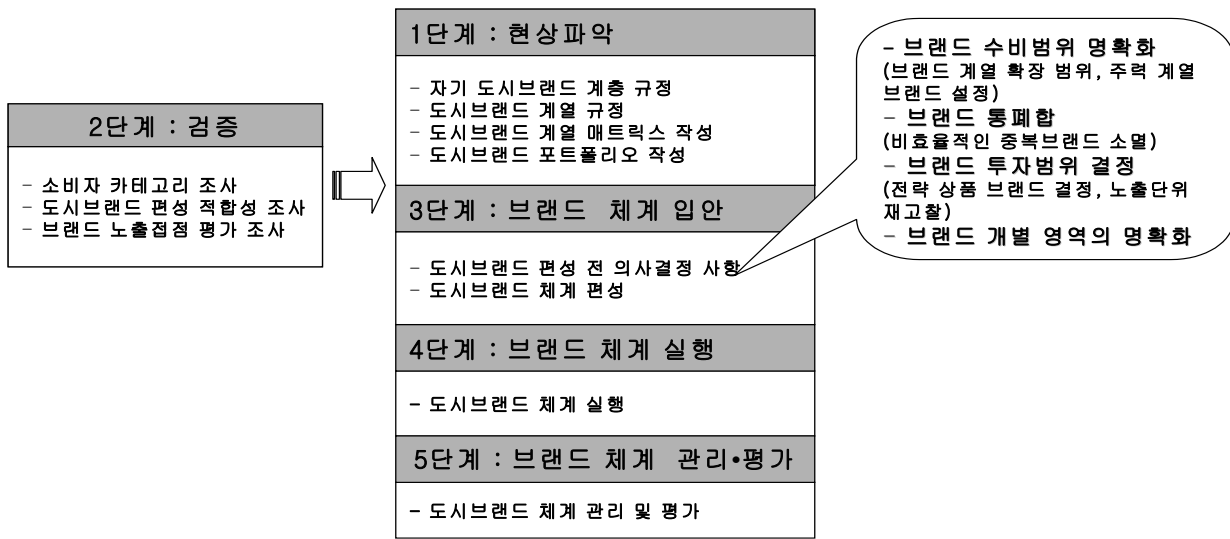 2단계 : 검증
- 소비자 카테고리 조사
- 도시브랜드 편성 적합성 조사
- 브랜드 노출접점 평가 조사
1단계 : 현상파악
- 자기 도시브랜드 계층 규정
- 도시브랜드 계열 규정
- 도시브랜드 계열 매트릭스 작성
- 도시브랜드 포트폴리오 작성
3단계 : 브랜드 체계 입안
- 도시브랜드 편성 전 의사결정 사항
- 도시브랜드 체계 편성
4단계 : 브랜드 체계 실행
- 도시브랜드 체계 실행
5단계 : 브랜드 체계 관리•평가
- 도시브랜드 체계 관리 및 평가
- 브랜드 수비범위 명확화
(브랜드 계열 확장 범위, 주력 계열
브랜드 설정)
- 브랜드 통폐합
(비효율적인 중복브랜드 소멸)
- 브랜드 투자범위 결정
(전략 상품 브랜드 결정, 노출단위
재고찰)
- 브랜드 개별 영역의 명확화